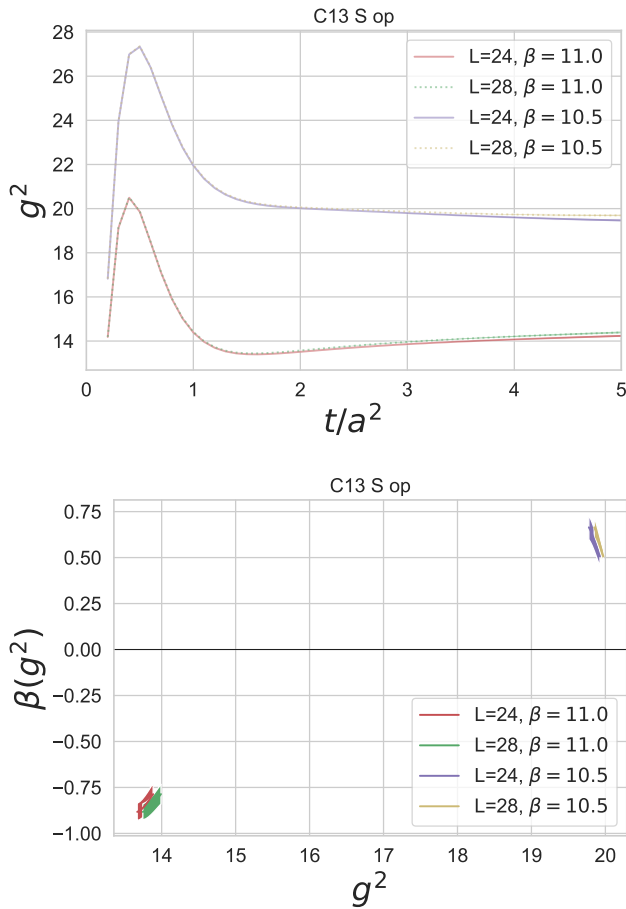 C13 S op
28
26
24
22
20
18
16
14
g²
L=24, β = 11.0
L=28, β = 11.0
L=24, β = 10.5
L=28, β = 10.5
0 1 2 3 4 5
t/a²
C13 S op
0.75
0.50
0.25
0.00
−0.25
−0.50
−0.75
−1.00
β(g²)
L=24, β = 11.0
L=28, β = 11.0
L=24, β = 10.5
L=28, β = 10.5
14 15 16 17 18 19 20
g²